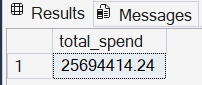 Results Messages
total_spend
1 25694414.24